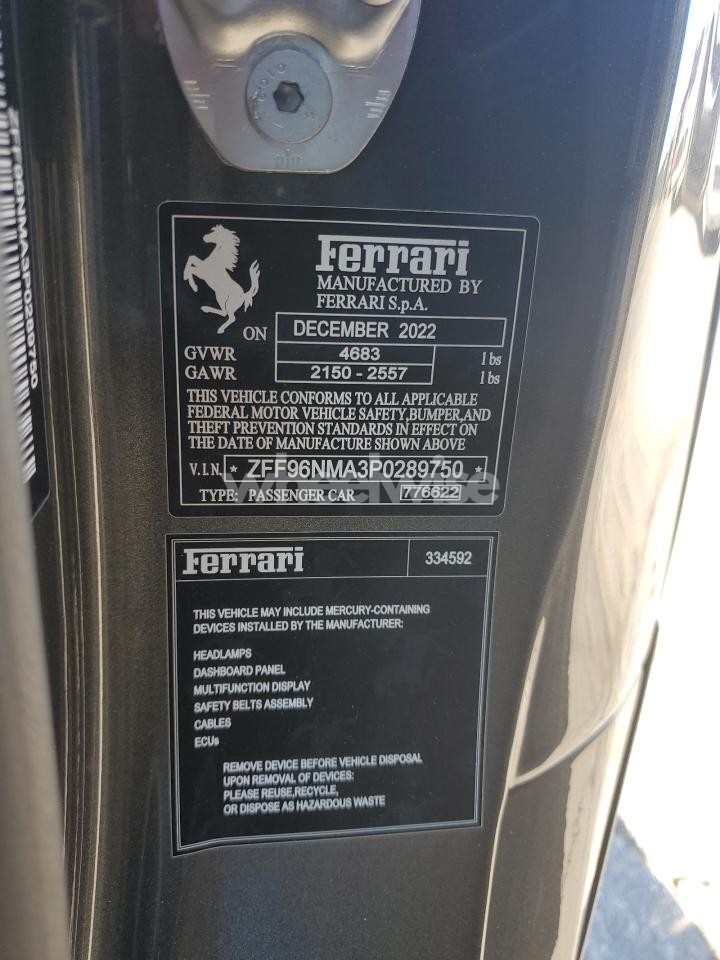 Ferrari
MANUFACTURED BY
FERRARI S.p.A.
ON DECEMBER 2022
GVWR 4683 lbs
GAWR 2150 - 2557 lbs
THIS VEHICLE CONFORMS TO ALL APPLICABLE
FEDERAL MOTOR VEHICLE SAFETY,BUMPER,AND
THEFT PREVENTION STANDARDS IN EFFECT ON
THE DATE OF MANUFACTURE SHOWN ABOVE
V.I.N. * ZFF96NMA3P0289750 *
wheelwise
TYPE: PASSENGER CAR 776622
Ferrari 334592
THIS VEHICLE MAY INCLUDE MERCURY-CONTAINING
DEVICES INSTALLED BY THE MANUFACTURER:
HEADLAMPS
DASHBOARD PANEL
MULTIFUNCTION DISPLAY
SAFETY BELTS ASSEMBLY
CABLES
ECUs
REMOVE DEVICE BEFORE VEHICLE DISPOSAL
UPON REMOVAL OF DEVICES:
PLEASE REUSE,RECYCLE,
OR DISPOSE AS HAZARDOUS WASTE
ZFF96NMA3P0289750